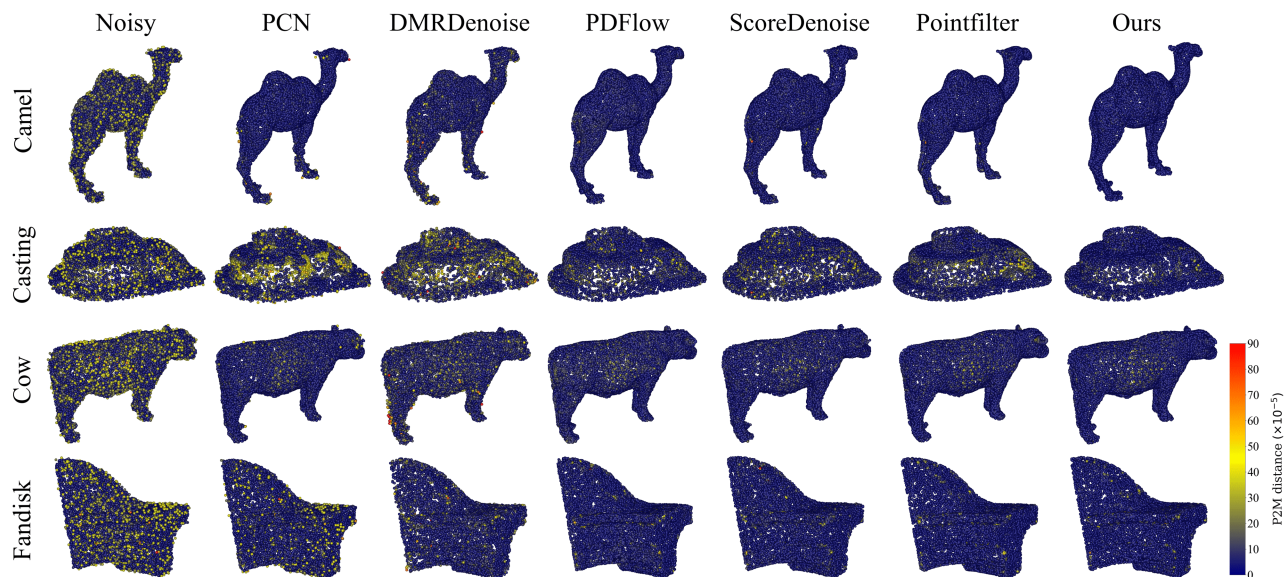 Noisy PCN DMRDenoise PDFlow ScoreDenoise Pointfilter Ours
Camel
Casting
Cow
Fandisk
90
80
70
60
50
40
30
20
10
0
P2M distance (×10⁻⁵)